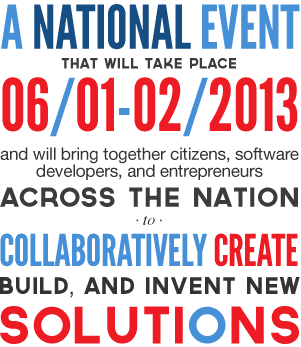 A NATIONAL EVENT
THAT WILL TAKE PLACE
06/01-02/2013
and will bring together citizens, software
developers, and entrepreneurs
ACROSS THE NATION
· to ·
COLLABORATIVELY CREATE
BUILD, AND INVENT NEW
SOLUTIONS